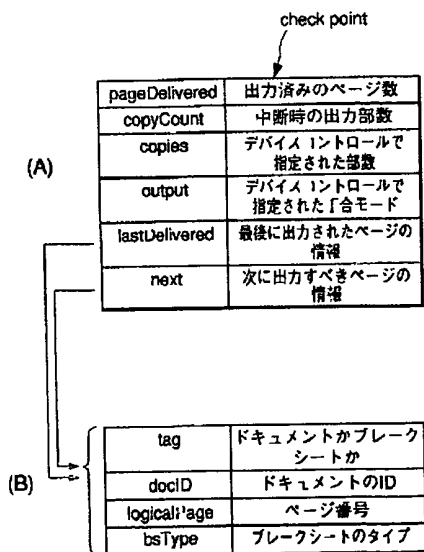 check point
(A)
pageDelivered 出力済みのページ数
copyCount 中断時の出力部数
copies デバイスコントロールで
指定された部数
output デバイスコントロールで
指定された丁合モード
lastDelivered 最後に出力されたページの
情報
next 次に出力すべきページの
情報
(B)
tag ドキュメントかブレーク
シートか
docID ドキュメントのID
logicalPage ページ番号
bsType ブレークシートのタイプ